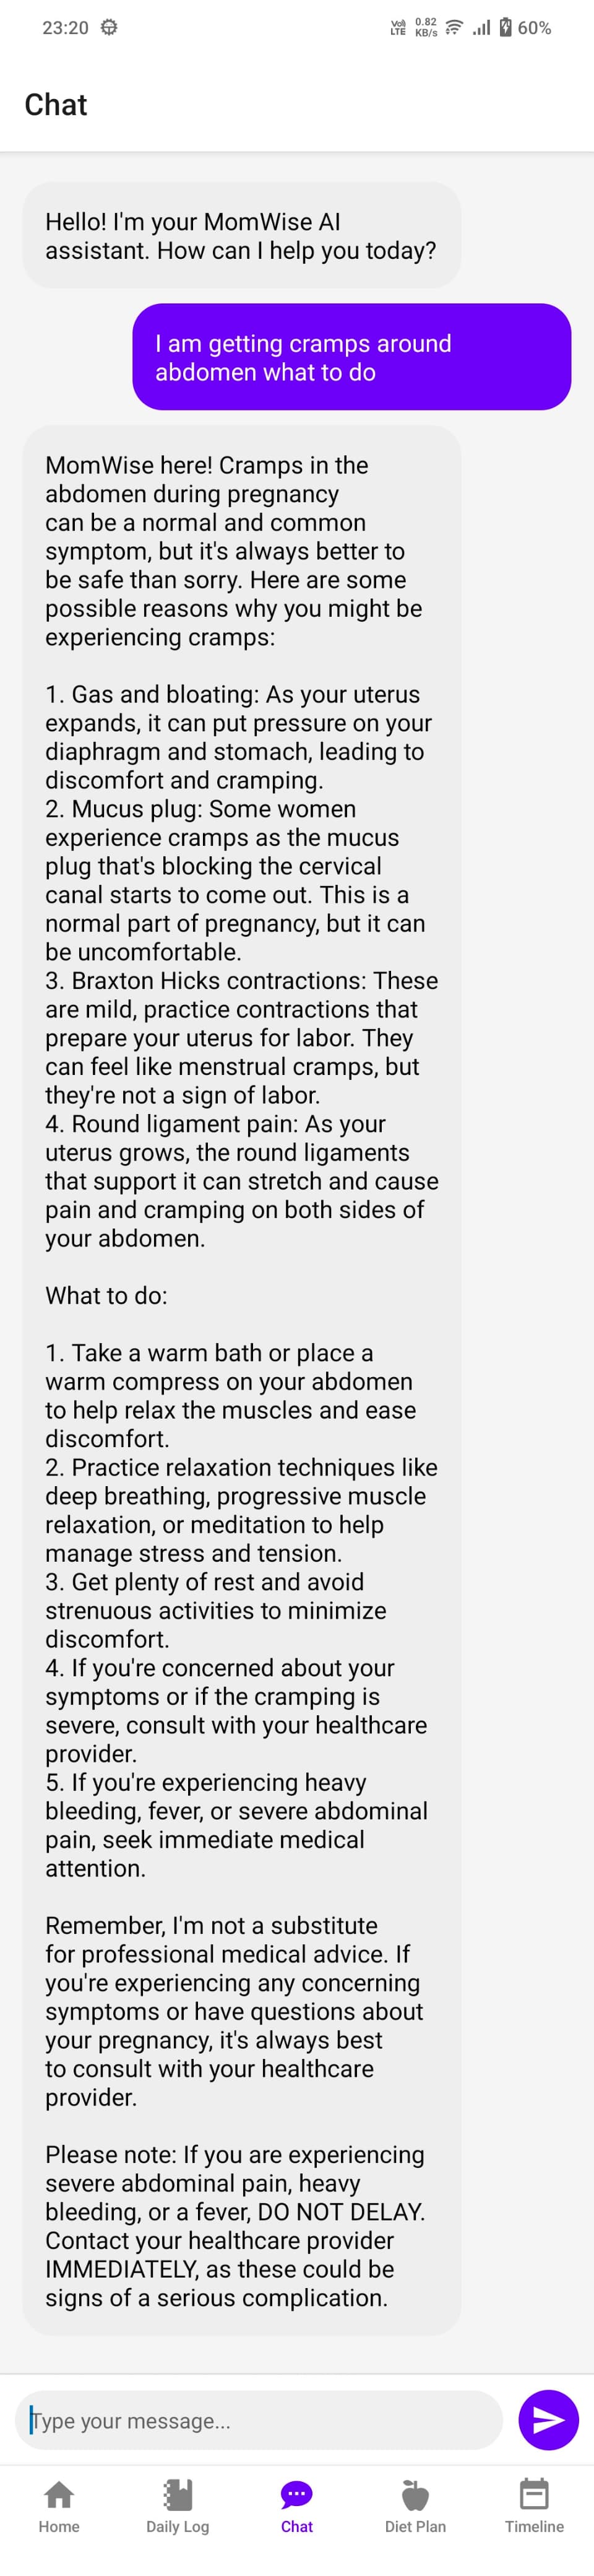 23:20
Vol) LTE 0.82 KB/s 60%
Chat
Hello! I'm your MomWise AI
assistant. How can I help you today?
I am getting cramps around
abdomen what to do
MomWise here! Cramps in the
abdomen during pregnancy
can be a normal and common
symptom, but it's always better to
be safe than sorry. Here are some
possible reasons why you might be
experiencing cramps:
1. Gas and bloating: As your uterus
expands, it can put pressure on your
diaphragm and stomach, leading to
discomfort and cramping.
2. Mucus plug: Some women
experience cramps as the mucus
plug that's blocking the cervical
canal starts to come out. This is a
normal part of pregnancy, but it can
be uncomfortable.
3. Braxton Hicks contractions: These
are mild, practice contractions that
prepare your uterus for labor. They
can feel like menstrual cramps, but
they're not a sign of labor.
4. Round ligament pain: As your
uterus grows, the round ligaments
that support it can stretch and cause
pain and cramping on both sides of
your abdomen.
What to do:
1. Take a warm bath or place a
warm compress on your abdomen
to help relax the muscles and ease
discomfort.
2. Practice relaxation techniques like
deep breathing, progressive muscle
relaxation, or meditation to help
manage stress and tension.
3. Get plenty of rest and avoid
strenuous activities to minimize
discomfort.
4. If you're concerned about your
symptoms or if the cramping is
severe, consult with your healthcare
provider.
5. If you're experiencing heavy
bleeding, fever, or severe abdominal
pain, seek immediate medical
attention.
Remember, I'm not a substitute
for professional medical advice. If
you're experiencing any concerning
symptoms or have questions about
your pregnancy, it's always best
to consult with your healthcare
provider.
Please note: If you are experiencing
severe abdominal pain, heavy
bleeding, or a fever, DO NOT DELAY.
Contact your healthcare provider
IMMEDIATELY, as these could be
signs of a serious complication.
Type your message...
Home Daily Log Chat Diet Plan Timeline